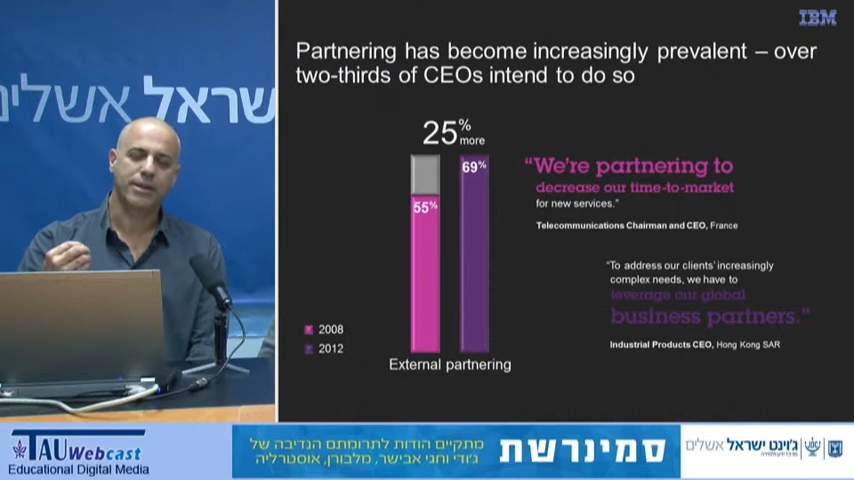 IBM
Partnering has become increasingly prevalent – over
two-thirds of CEOs intend to do so
שראל אשלים
25% more
69%
55%
2008
2012
External partnering
“We’re partnering to
decrease our time-to-market
for new services.”
Telecommunications Chairman and CEO, France
“To address our clients’ increasingly
complex needs, we have to
leverage our global
business partners.”
Industrial Products CEO, Hong Kong SAR
TAU Webcast
Educational Digital Media
מתקיים הודות לתרומתם הנדיבה של
ג'ודי וחגי אבישר, מלבורן, אוסטרליה
סמינרשת
ג'וינט ישראל אשלים